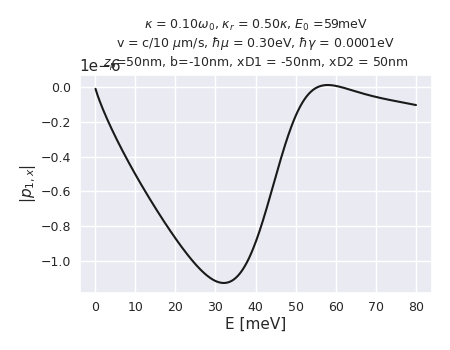 κ = 0.10ω₀, κᵣ = 0.50κ, E₀ =59meV
v = c/10 μm/s, ℏμ = 0.30eV, ℏγ = 0.0001eV
=50nm, b=-10nm, xD1 = -50nm, xD2 = 50nm
1e−6
0.0
−0.2
−0.4
−0.6
−0.8
−1.0
|p₁,ₓ|
0 10 20 30 40 50 60 70 80
E [meV]